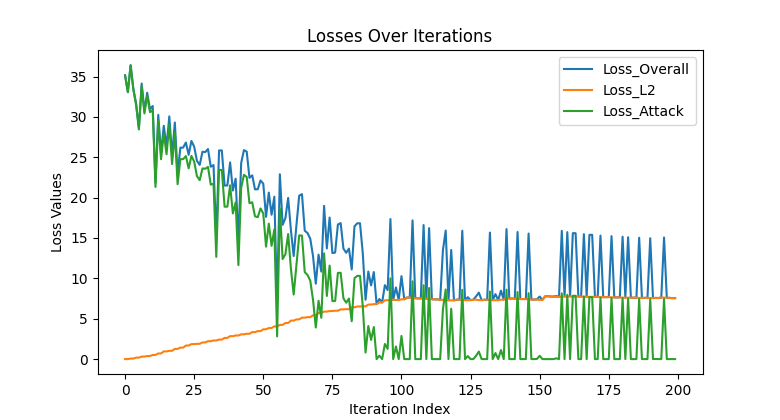 Losses Over Iterations
Loss_Overall
Loss_L2
Loss_Attack
Loss Values
35
30
25
20
15
10
5
0
0 25 50 75 100 125 150 175 200
Iteration Index